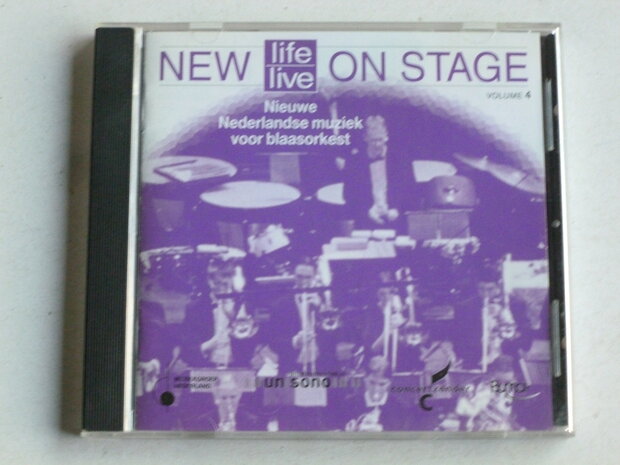 NEW life live ON STAGE
VOLUME 4
Nieuwe
Nederlandse muziek
voor blaasorkest
un sono